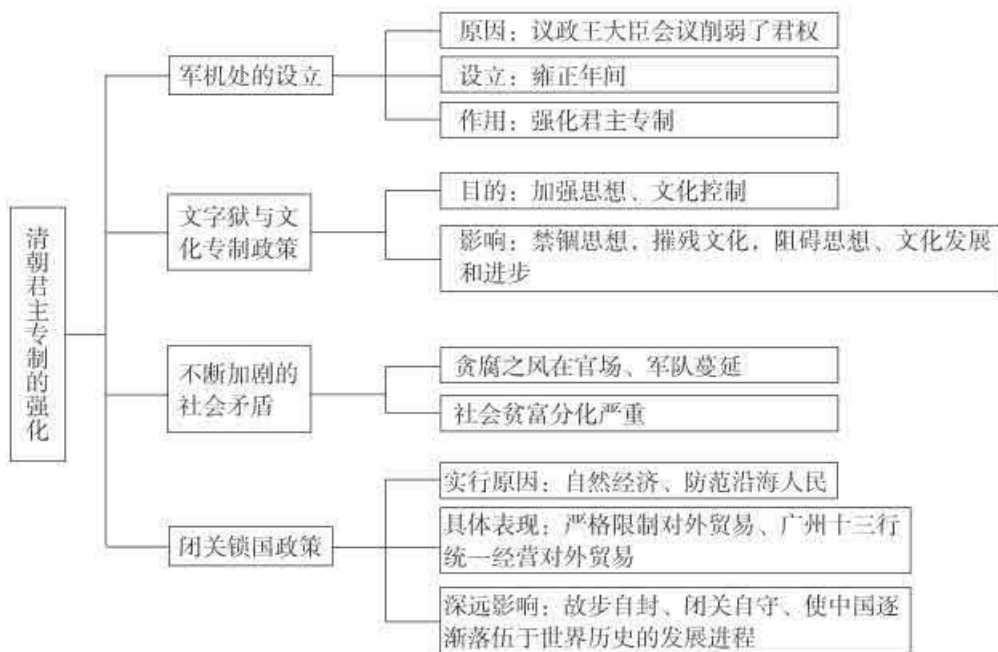 清朝君主专制的强化
军机处的设立
原因：议政王大臣会议削弱了君权
设立：雍正年间
作用：强化君主专制
文字狱与文
化专制政策
目的：加强思想、文化控制
影响：禁锢思想，摧残文化，阻碍思想、文化发展
和进步
不断加剧的
社会矛盾
贪腐之风在官场、军队蔓延
社会贫富分化严重
闭关锁国政策
实行原因：自然经济、防范沿海人民
具体表现：严格限制对外贸易、广州十三行
统一经营对外贸易
深远影响：故步自封、闭关自守、使中国逐
渐落伍于世界历史的发展进程